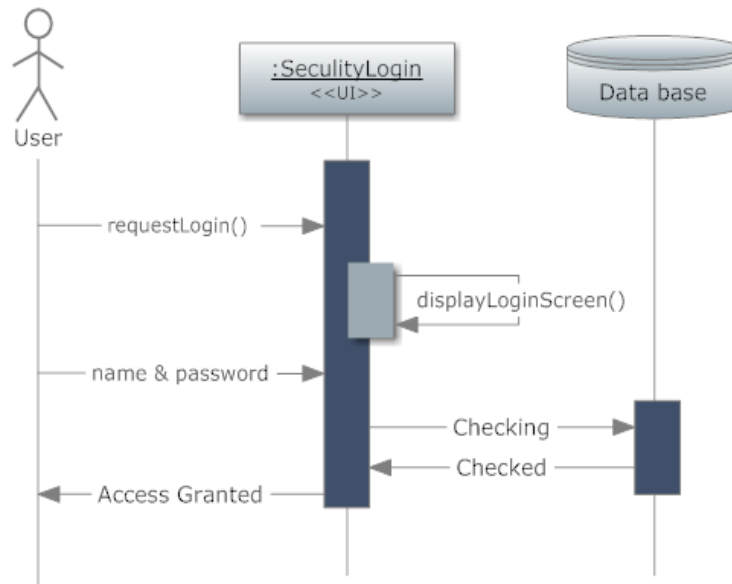 :SeculityLogin
<<UI>>
Data base
User
requestLogin()
displayLoginScreen()
name & password
Checking
Checked
Access Granted